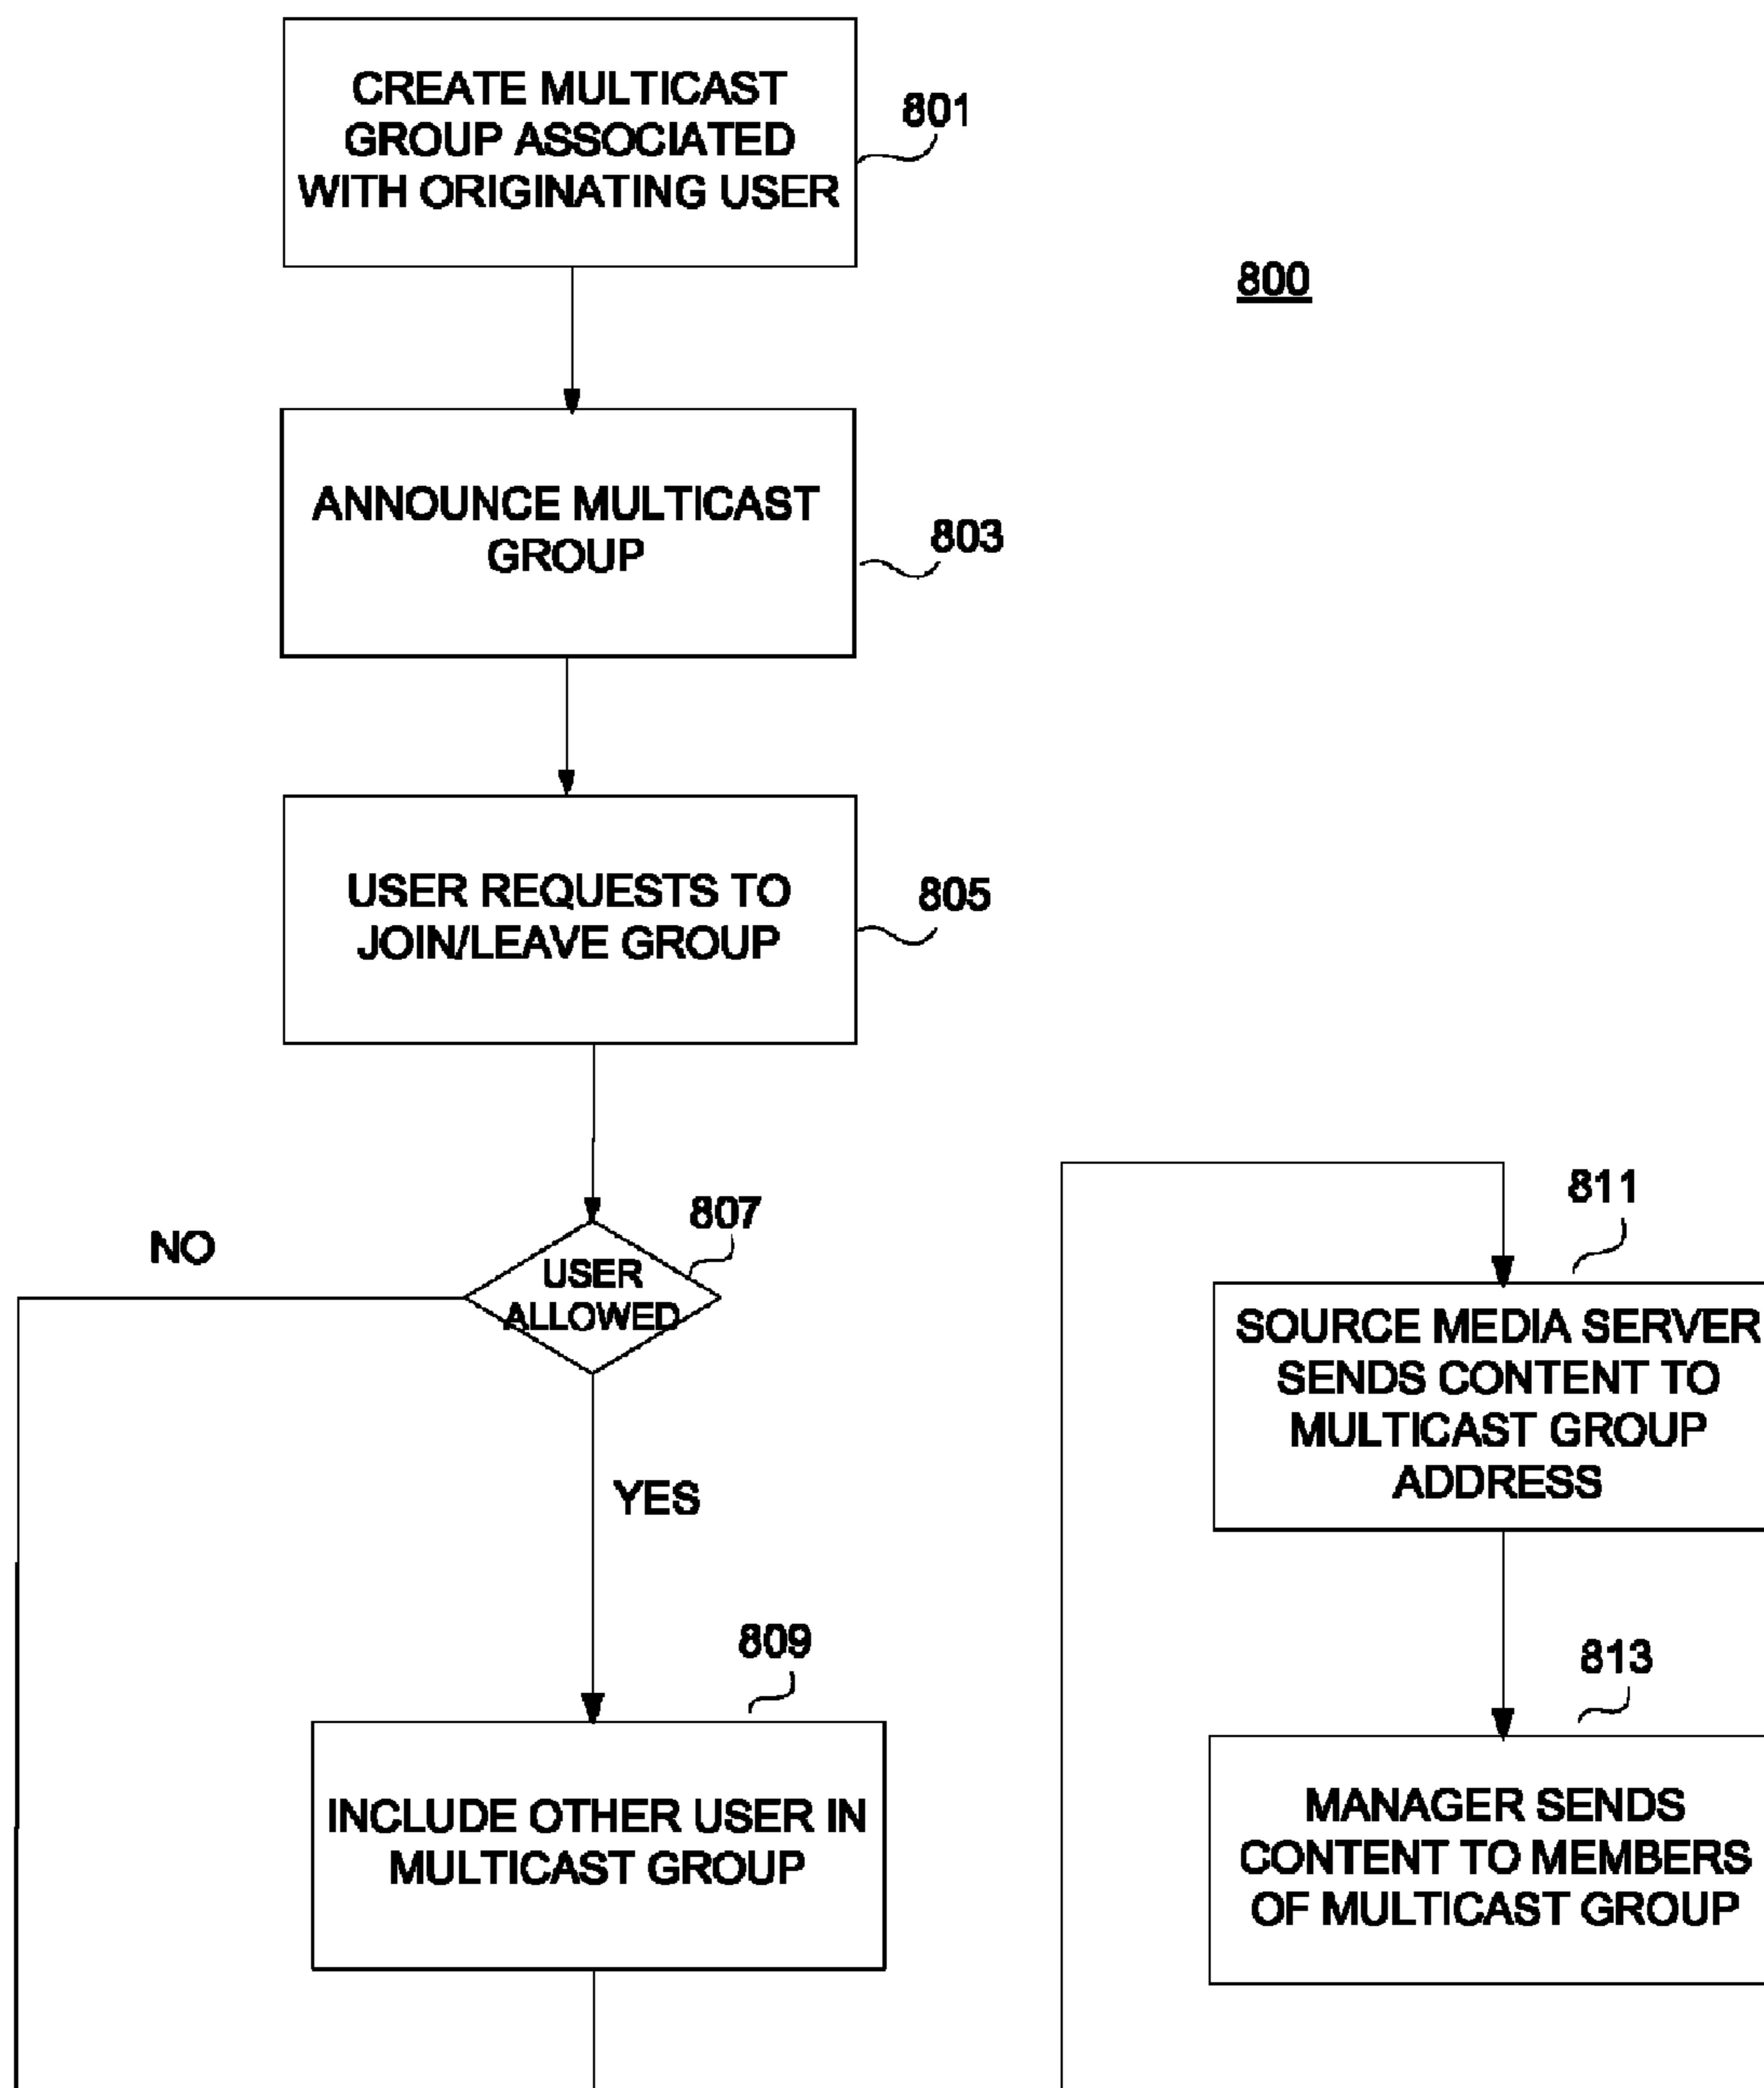 CREATE MULTICAST
GROUP ASSOCIATED
WITH ORIGINATING USER
801
800
ANNOUNCE MULTICAST
GROUP
803
USER REQUESTS TO
JOIN/LEAVE GROUP
805
807
NO
USER
ALLOWED
YES
809
INCLUDE OTHER USER IN
MULTICAST GROUP
811
SOURCE MEDIA SERVER
SENDS CONTENT TO
MULTICAST GROUP
ADDRESS
813
MANAGER SENDS
CONTENT TO MEMBERS
OF MULTICAST GROUP